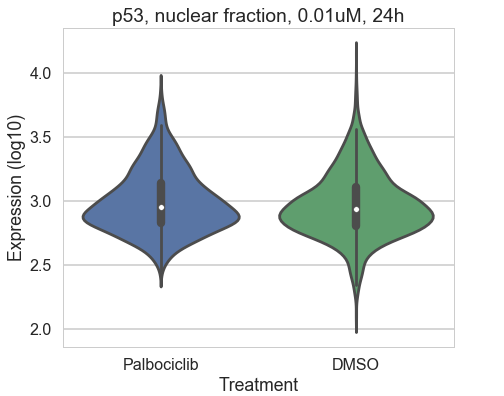 p53, nuclear fraction, 0.01uM, 24h
Expression (log10)
4.0
3.5
3.0
2.5
2.0
Palbociclib DMSO
Treatment